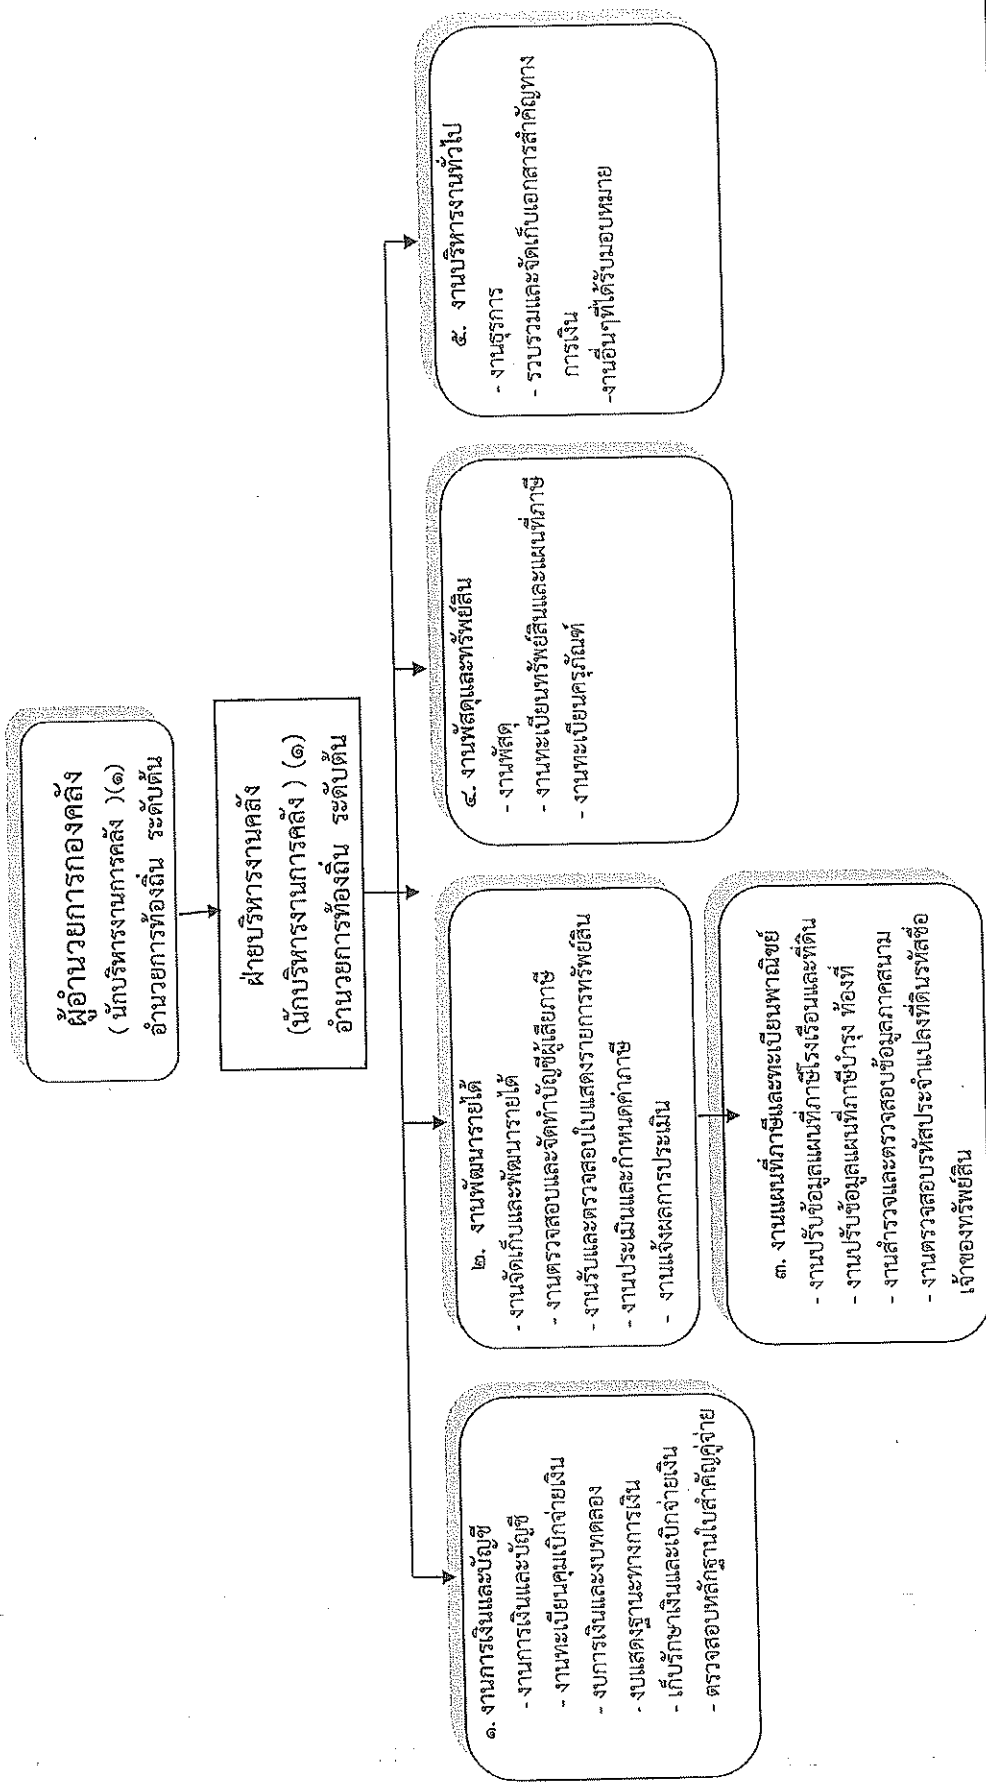 ผู้อำนวยการกองคลัง
( นักบริหารงานการคลัง )(๑)
อำนวยการท้องถิ่น ระดับต้น
ฝ่ายบริหารงานคลัง
(นักบริหารงานการคลัง ) (๑)
อำนวยการท้องถิ่น ระดับต้น
๑. งานการเงินและบัญชี
- งานการเงินและบัญชี
- งานทะเบียนคุมเบิกจ่ายเงิน
- งบการเงินและงบทดลอง
- งบแสดงฐานะทางการเงิน
- เก็บรักษาเงินและเบิกจ่ายเงิน
- ตรวจสอบหลักฐานใบสำคัญคู่จ่าย
๒. งานพัฒนารายได้
- งานจัดเก็บและพัฒนารายได้
- งานตรวจสอบและจัดทำบัญชีผู้เสียภาษี
- งานรับและตรวจสอบใบแสดงรายการทรัพย์สิน
- งานประเมินและกำหนดค่าภาษี
- งานแจ้งผลการประเมิน
๓. งานแผนที่ภาษีและทะเบียนพาณิชย์
- งานปรับข้อมูลแผนที่ภาษีโรงเรือนและที่ดิน
- งานปรับข้อมูลแผนที่ภาษีบำรุง ท้องที่
- งานสำรวจและตรวจสอบข้อมูลภาคสนาม
- งานตรวจสอบรหัสประจำแปลงที่ดินรหัสชื่อ
เจ้าของทรัพย์สิน
๔. งานพัสดุและทรัพย์สิน
- งานพัสดุ
- งานทะเบียนทรัพย์สินและแผนที่ภาษี
- งานทะเบียนครุภัณฑ์
๕. งานบริหารงานทั่วไป
- งานธุรการ
- รวบรวมและจัดเก็บเอกสารสำคัญทาง
การเงิน
-งานอื่นๆที่ได้รับมอบหมาย